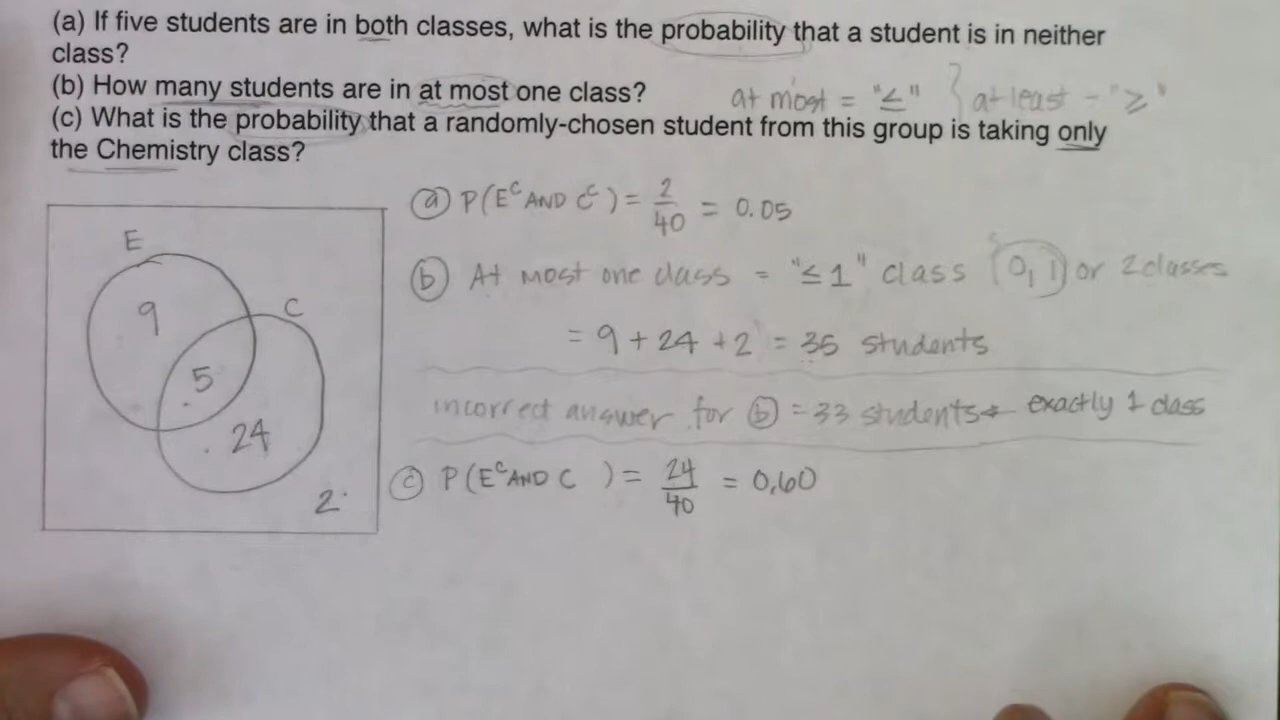 (a) If five students are in both classes, what is the probability that a student is in neither
class?
(b) How many students are in at most one class?
at most = "≤" } at least - "≥"
(c) What is the probability that a randomly-chosen student from this group is taking only
the Chemistry class?
(a) P(E^C AND C^C) = 2/40 = 0.05
(b) At most one class = "≤1" class (0, 1) or 2 classes
= 9 + 24 + 2 = 35 students
incorrect answer for (b) = 33 students ← exactly 1 class
(c) P(E^C AND C ) = 24/40 = 0.60
E
9
C
5
24
2